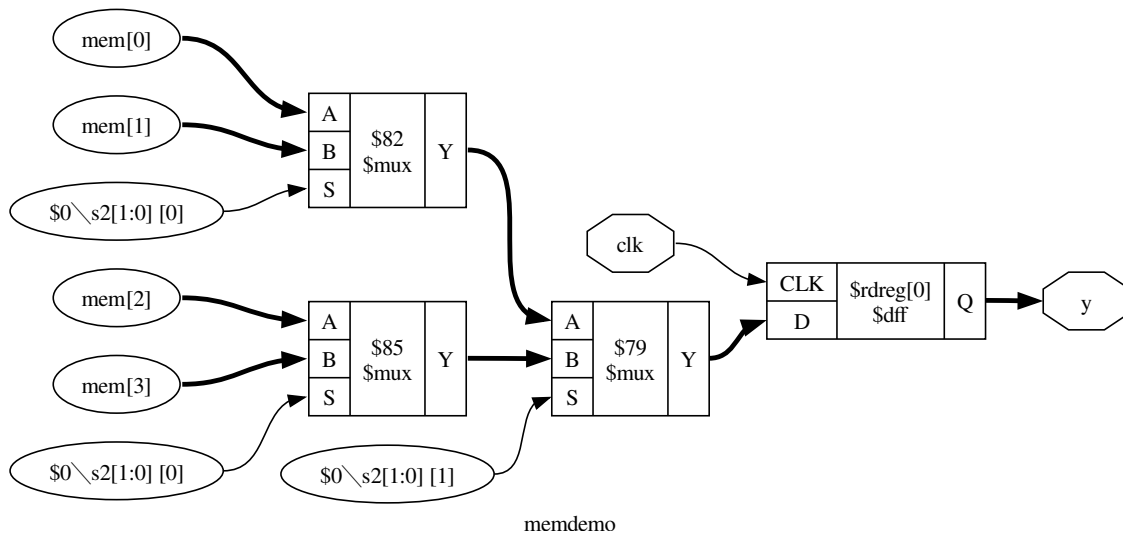 mem[0]
mem[1]
$0\s2[1:0] [0]
A
B
S
$82
$mux
Y
mem[2]
mem[3]
$0\s2[1:0] [0]
A
B
S
$85
$mux
Y
$0\s2[1:0] [1]
A
B
S
$79
$mux
Y
clk
CLK
D
$rdreg[0]
$dff
Q
y
memdemo